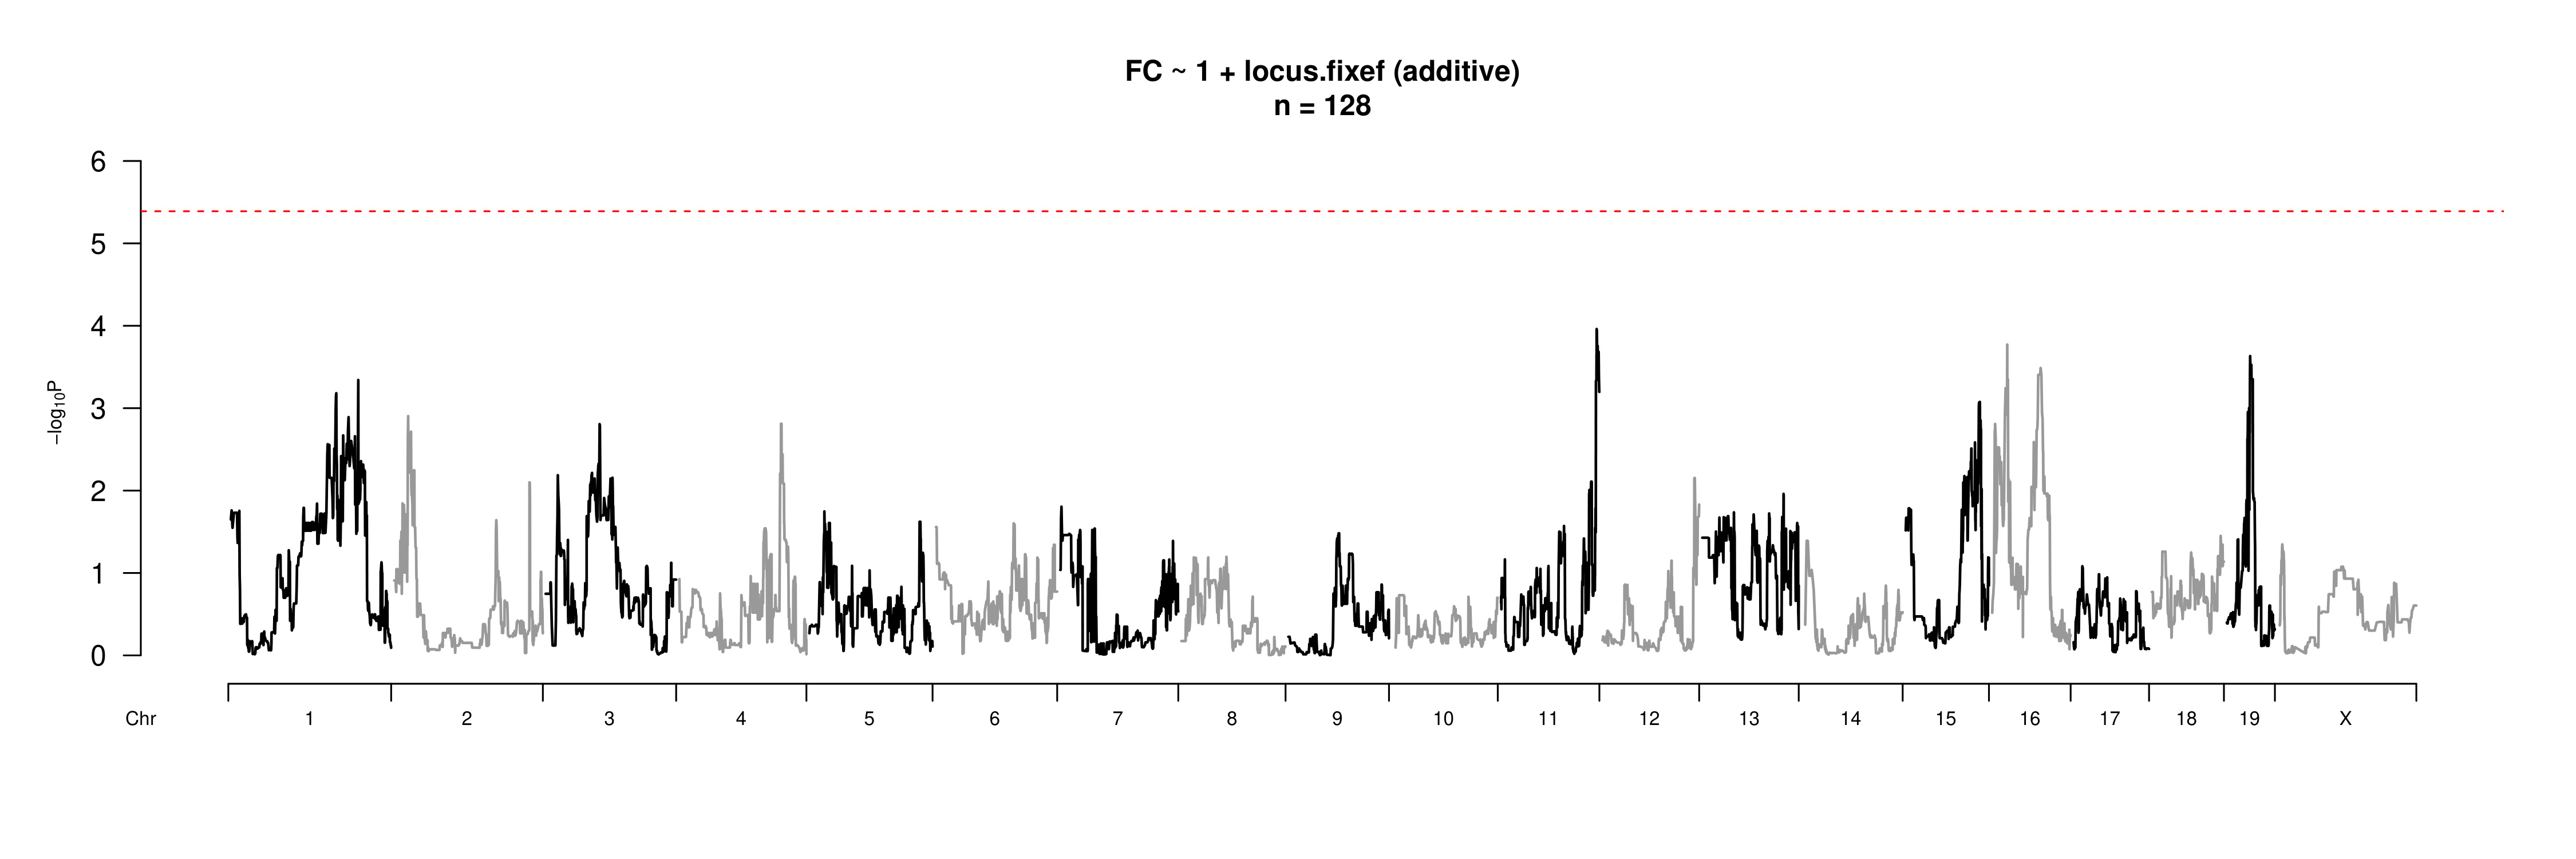 FC ~ 1 + locus.fixef (additive)
n = 128
6
5
4
3
2
1
0
−log10P
Chr 1 2 3 4 5 6 7 8 9 10 11 12 13 14 15 16 17 18 19 X